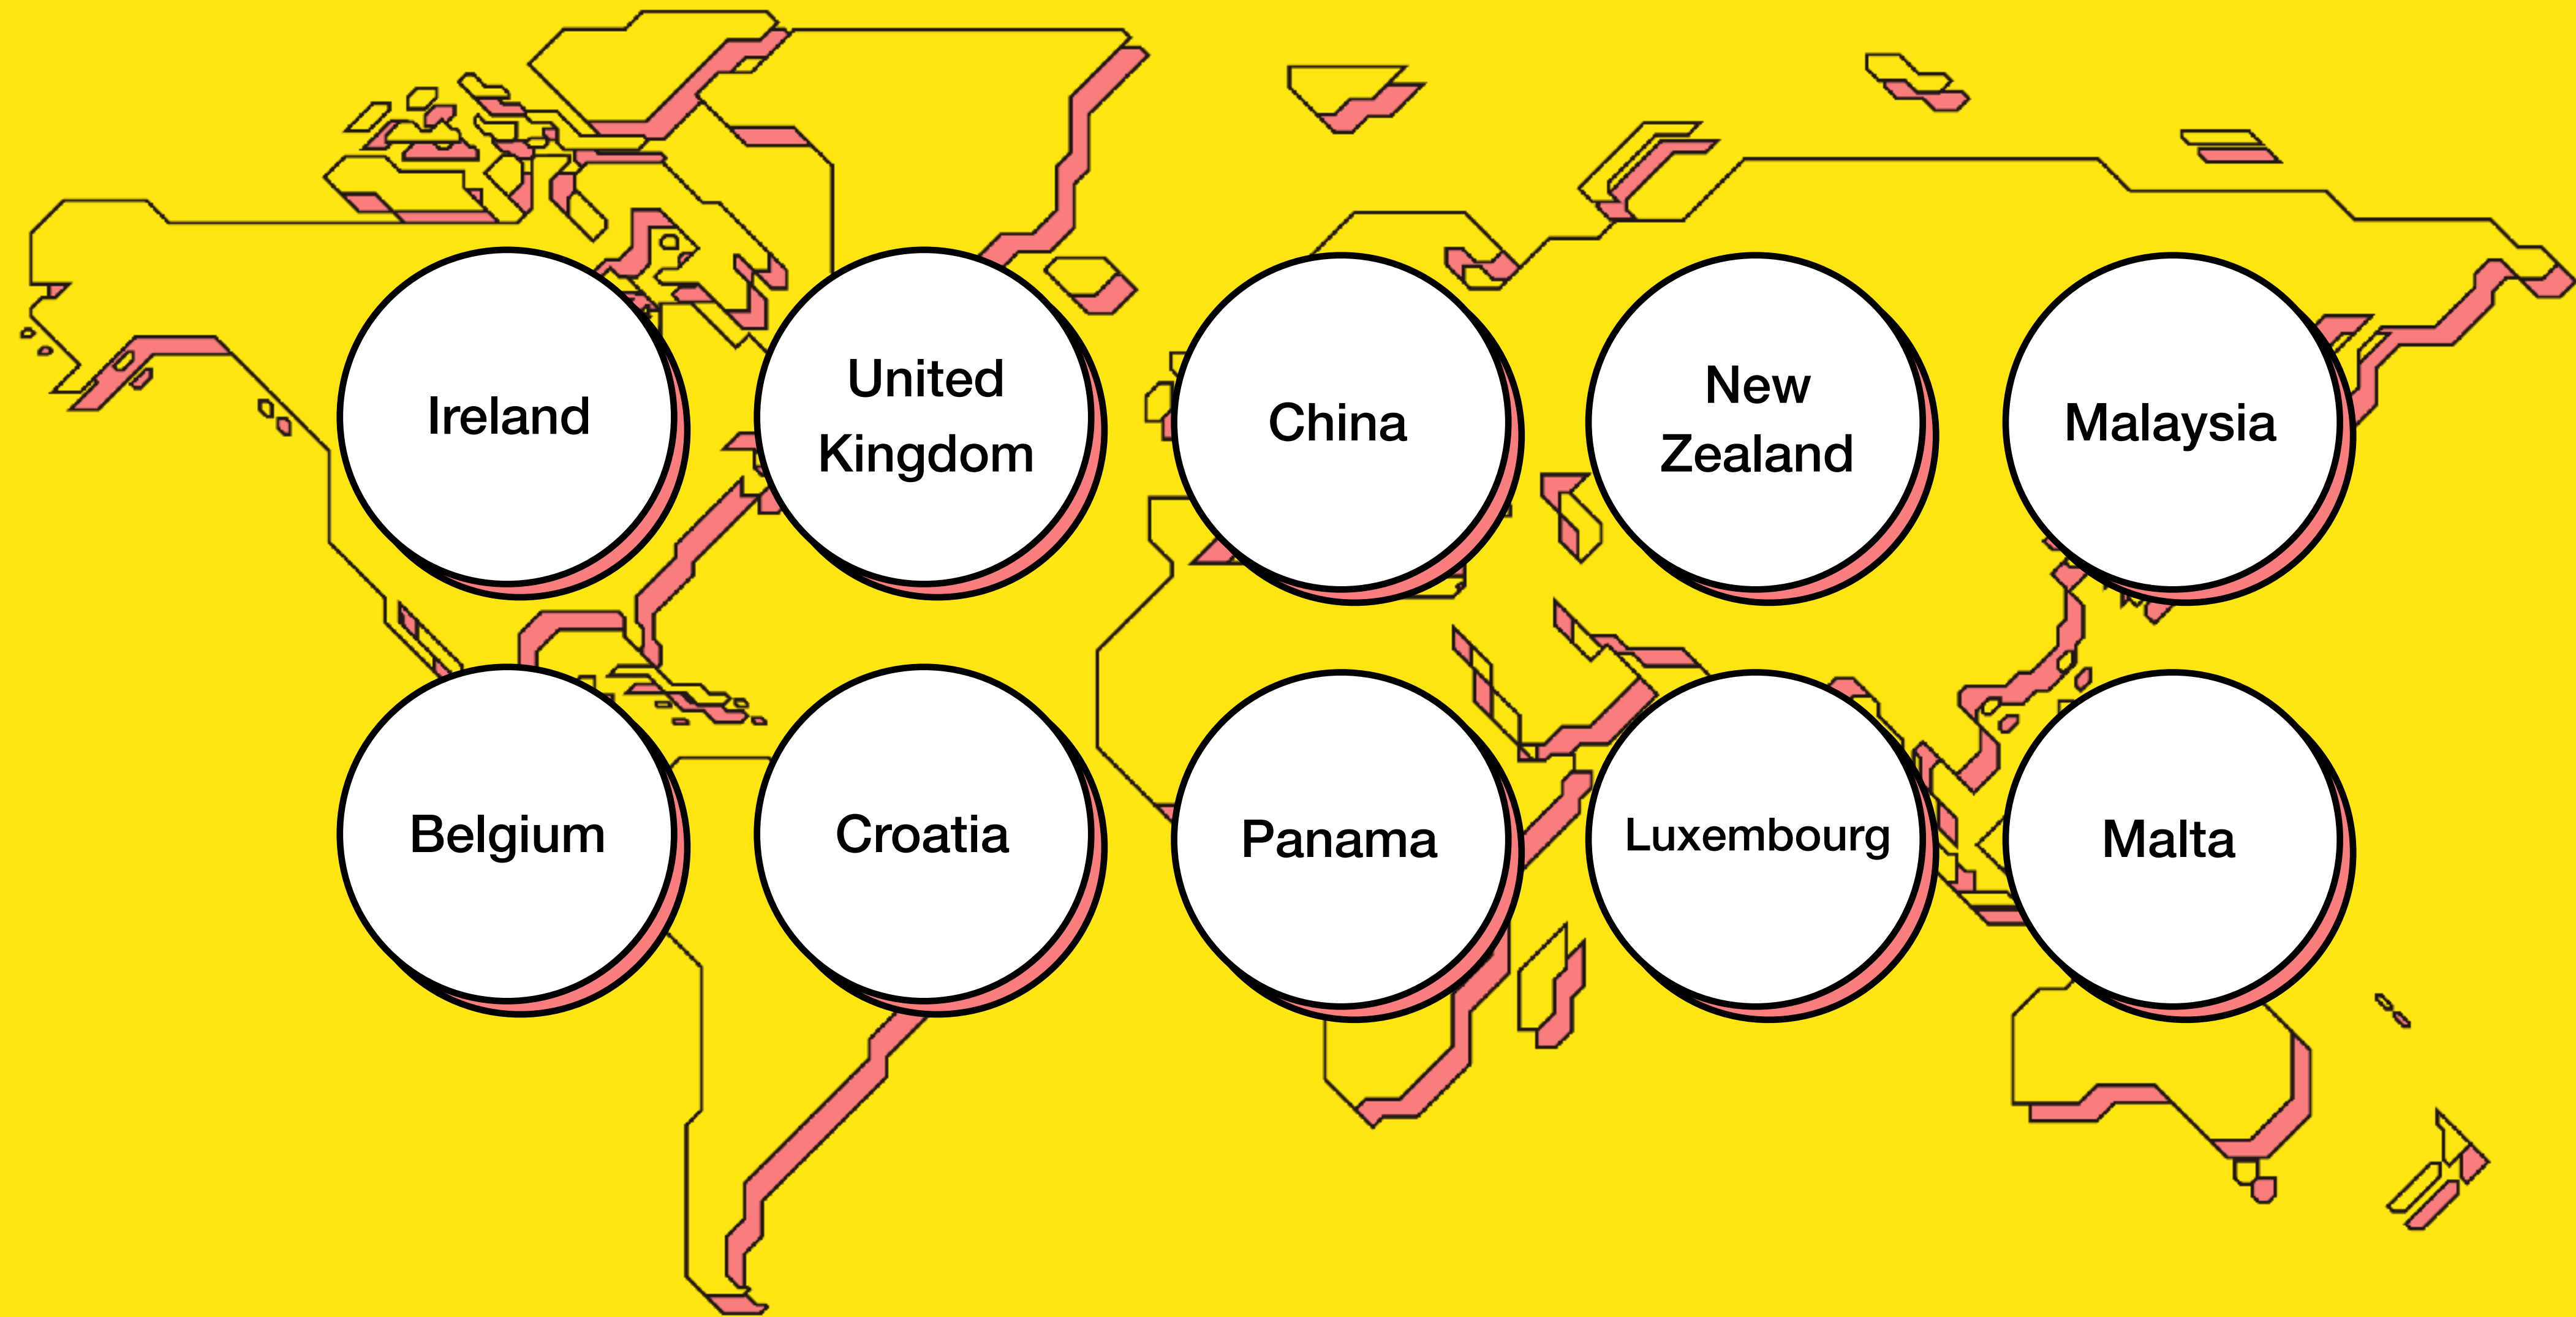 Ireland
United
Kingdom
China
New
Zealand
Malaysia
Belgium
Croatia
Panama
Luxembourg
Malta